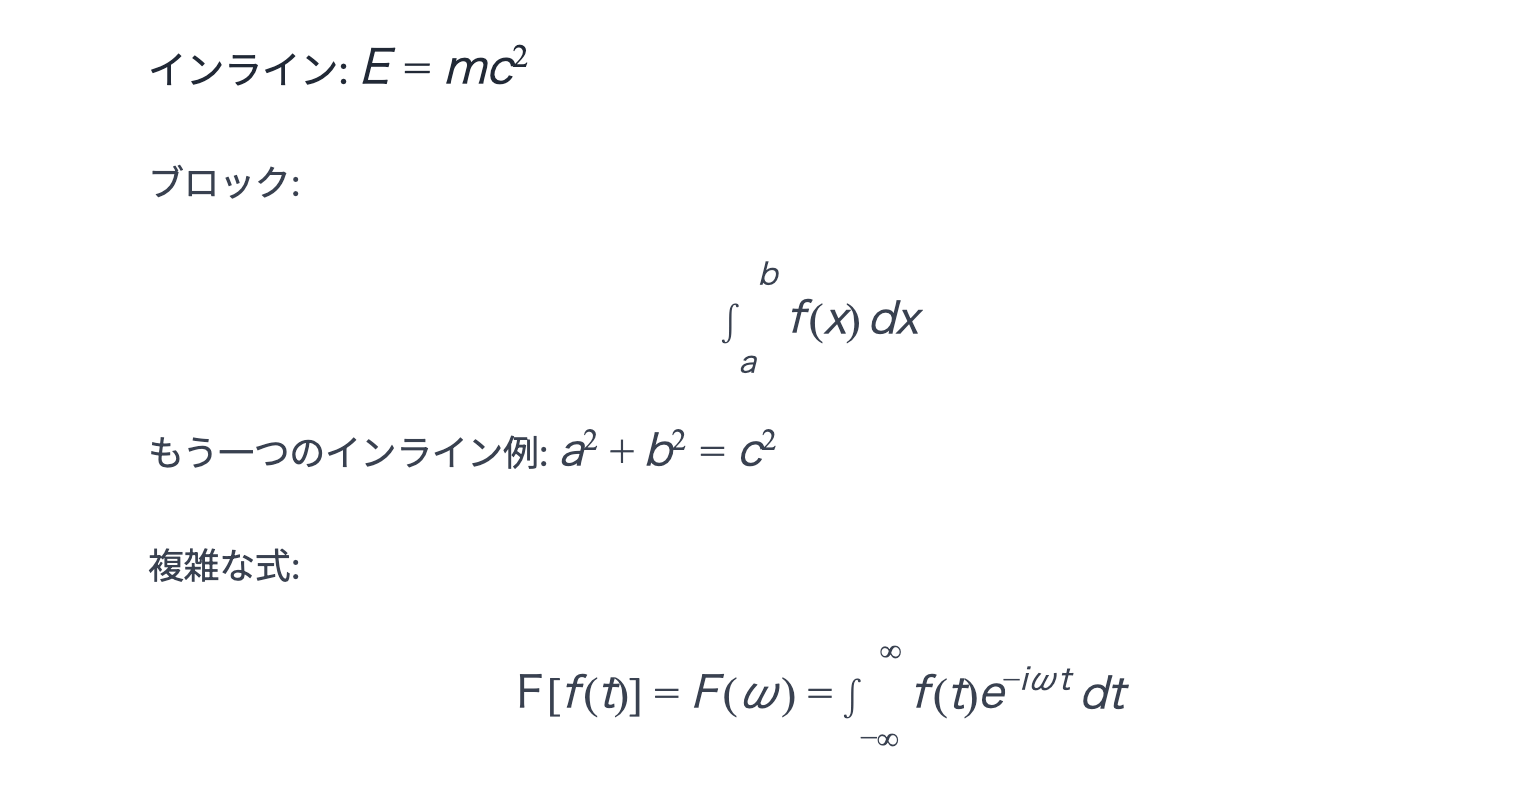 インライン: E = mc²
ブロック:
∫ₐᵇ f(x) dx
もう一つのインライン例: a² + b² = c²
複雑な式:
F[f(t)] = F(ω) = ∫_{−∞}^{∞} f(t)e^{−iωt} dt